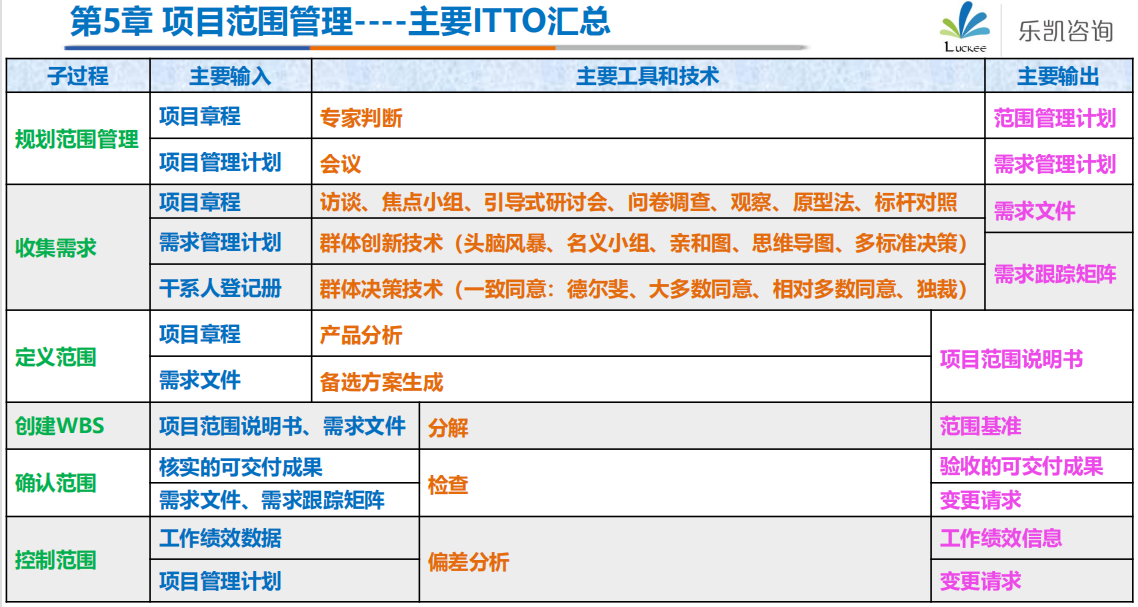 第5章 项目范围管理----主要ITTO汇总
Luckee
乐凯咨询
子过程
主要输入
主要工具和技术
主要输出
规划范围管理
项目章程
专家判断
范围管理计划
项目管理计划
会议
需求管理计划
收集需求
项目章程
访谈、焦点小组、引导式研讨会、问卷调查、观察、原型法、标杆对照
需求文件
需求管理计划
群体创新技术（头脑风暴、名义小组、亲和图、思维导图、多标准决策）
需求跟踪矩阵
干系人登记册
群体决策技术（一致同意：德尔斐、大多数同意、相对多数同意、独裁）
定义范围
项目章程
产品分析
项目范围说明书
需求文件
备选方案生成
创建WBS
项目范围说明书、需求文件
分解
范围基准
确认范围
核实的可交付成果
检查
验收的可交付成果
需求文件、需求跟踪矩阵
变更请求
控制范围
工作绩效数据
偏差分析
工作绩效信息
项目管理计划
变更请求